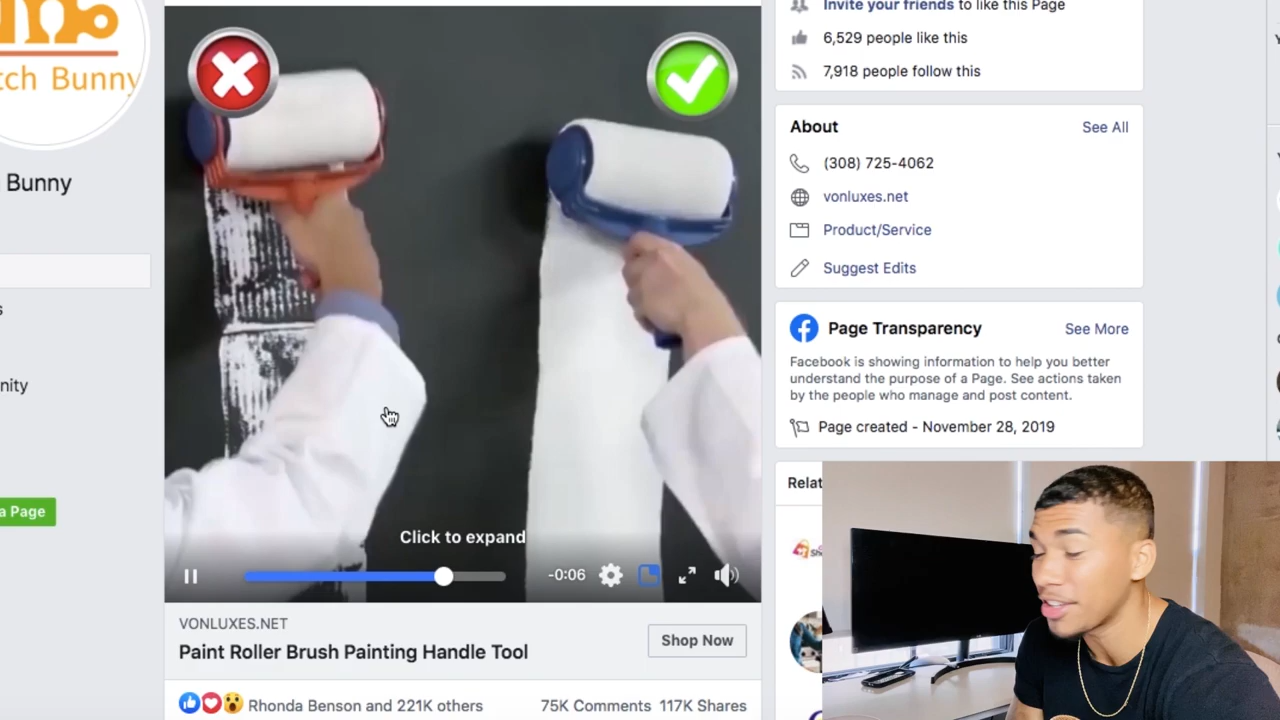 tch Bunny
Bunny
nity
a Page
Click to expand
-0:06
VONLUXES.NET
Paint Roller Brush Painting Handle Tool
Shop Now
Rhonda Benson and 221K others
75K Comments 117K Shares
Invite your friends to like this Page
6,529 people like this
7,918 people follow this
About
See All
(308) 725-4062
vonluxes.net
Product/Service
Suggest Edits
Page Transparency
See More
Facebook is showing information to help you better
understand the purpose of a Page. See actions taken
by the people who manage and post content.
Page created - November 28, 2019
Relat